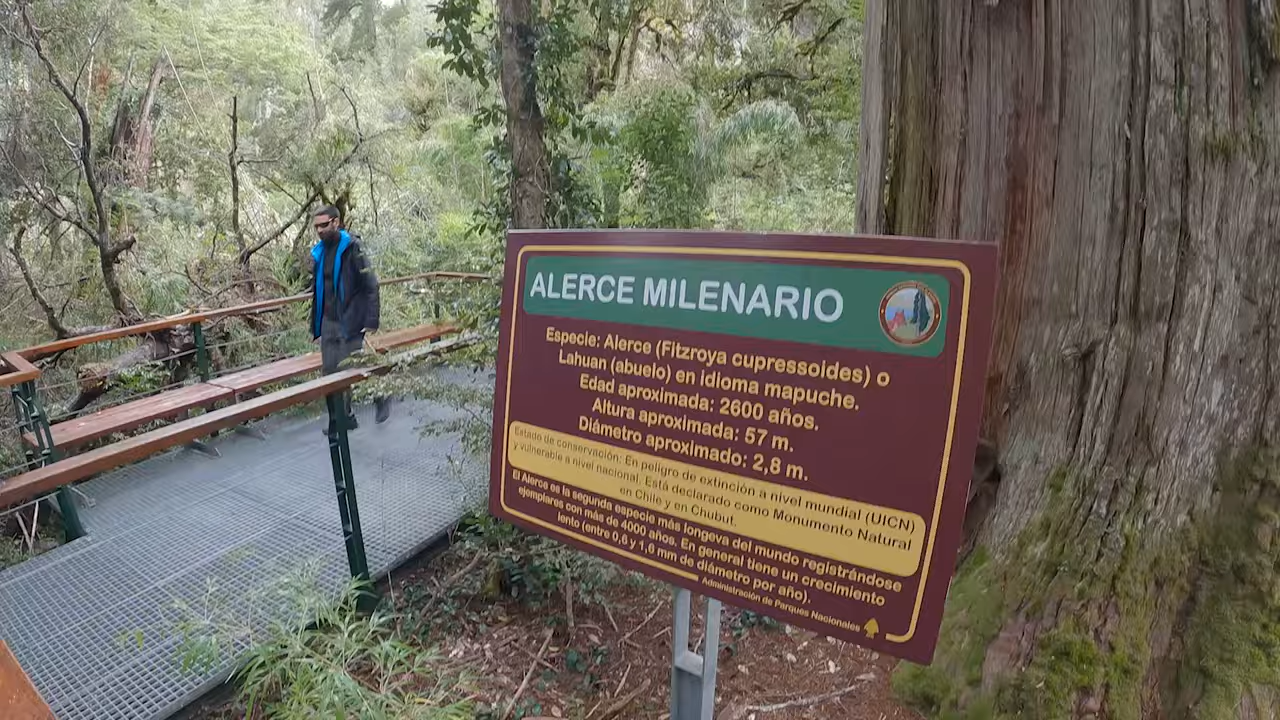 ALERCE MILENARIO
Especie: Alerce (Fitzroya cupressoides) o
Lahuan (abuelo) en idioma mapuche.
Edad aproximada: 2600 años.
Altura aproximada: 57 m.
Diámetro aproximado: 2,8 m.
Estado de conservación: En peligro de extinción a nivel mundial (UICN)
y vulnerable a nivel nacional. Está declarado como Monumento Natural
en Chile y en Chubut.
El Alerce es la segunda especie más longeva del mundo registrándose
ejemplares con más de 4000 años. En general tiene un crecimiento
lento (entre 0,6 y 1,6 mm de diámetro por año).
Administración de Parques Nacionales